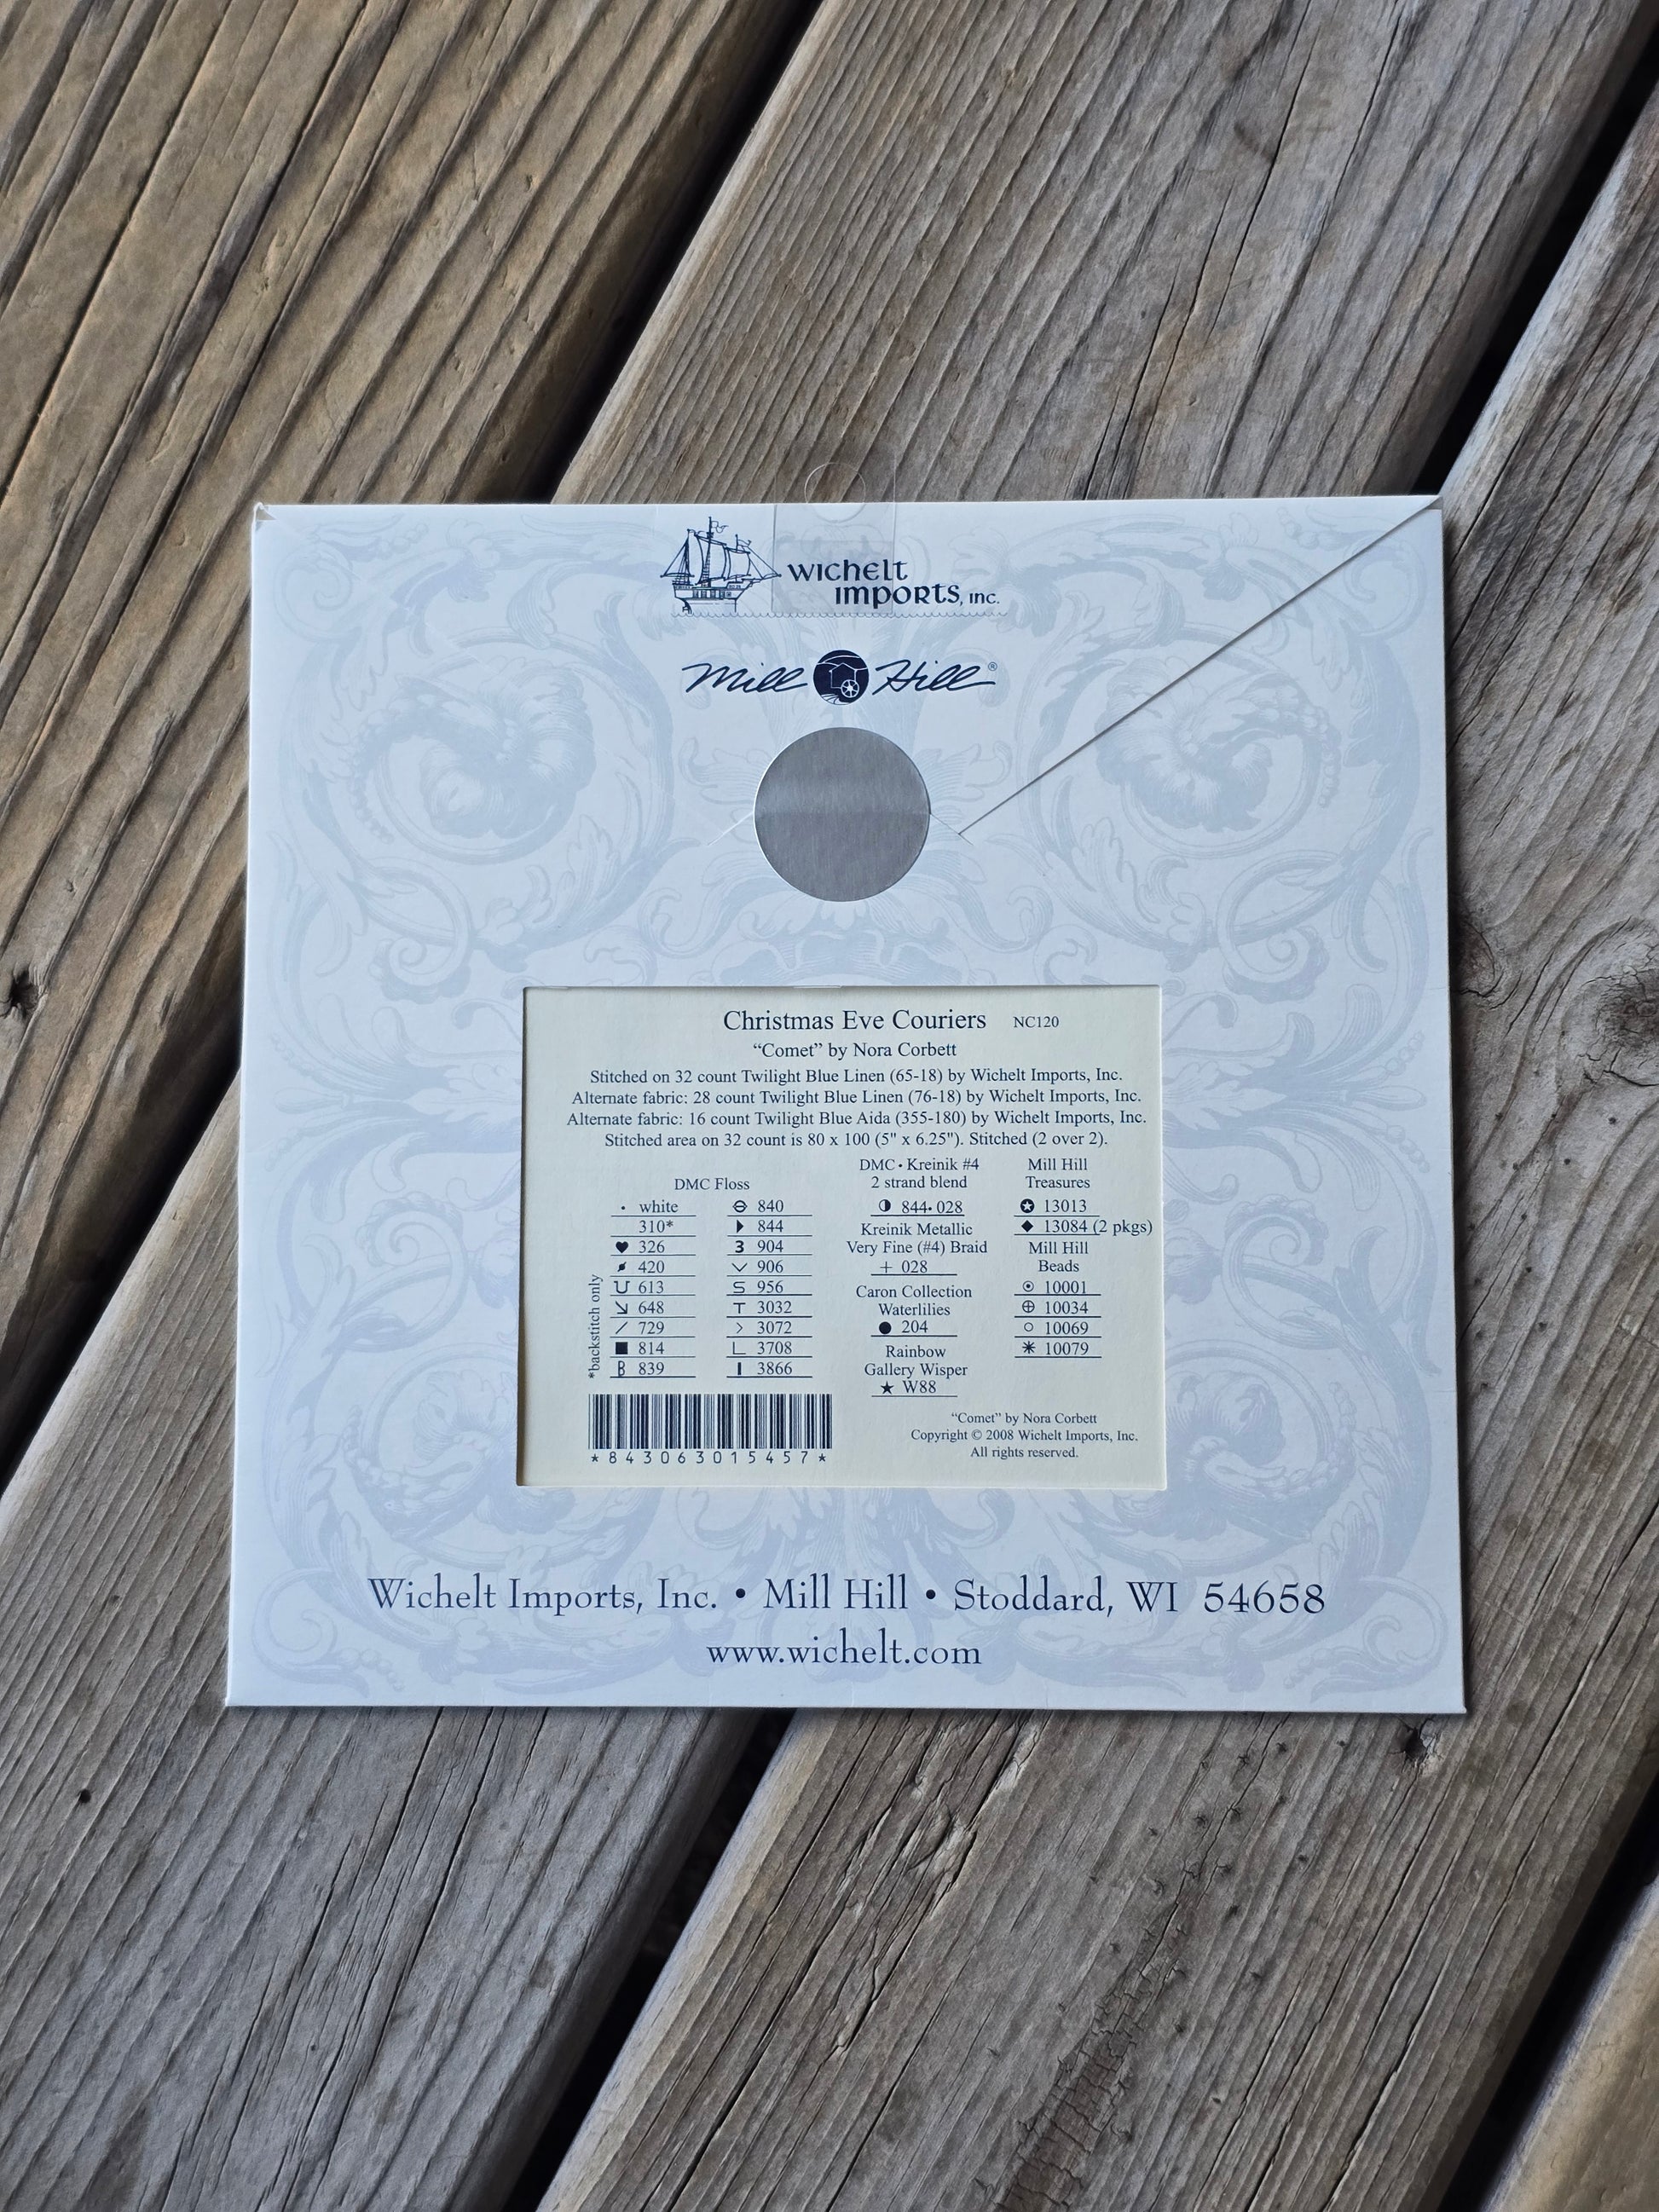 wichelt
imports, inc.
Mill Hill®
Christmas Eve Couriers NC120
“Comet” by Nora Corbett
Stitched on 32 count Twilight Blue Linen (65-18) by Wichelt Imports, Inc.
Alternate fabric: 28 count Twilight Blue Linen (76-18) by Wichelt Imports, Inc.
Alternate fabric: 16 count Twilight Blue Aida (355-180) by Wichelt Imports, Inc.
Stitched area on 32 count is 80 x 100 (5" x 6.25"). Stitched (2 over 2).
DMC Floss
• white
310*
♥ 326
420
613
↘ 648
/ 729
■ 814
B 839
*backstitch only
⊖ 840
844
3 904
∨ 906
S 956
T 3032
> 3072
L 3708
I 3866
DMC • Kreinik #4
2 strand blend
◑ 844•028
Kreinik Metallic
Very Fine (#4) Braid
+ 028
Caron Collection
Waterlilies
● 204
Rainbow
Gallery Wisper
★ W88
Mill Hill
Treasures
✪ 13013
◆ 13084 (2 pkgs)
Mill Hill
Beads
⊙ 10001
⊕ 10034
○ 10069
✳ 10079
*843063015457*
“Comet” by Nora Corbett
Copyright © 2008 Wichelt Imports, Inc.
All rights reserved.
Wichelt Imports, Inc. • Mill Hill • Stoddard, WI 54658
www.wichelt.com